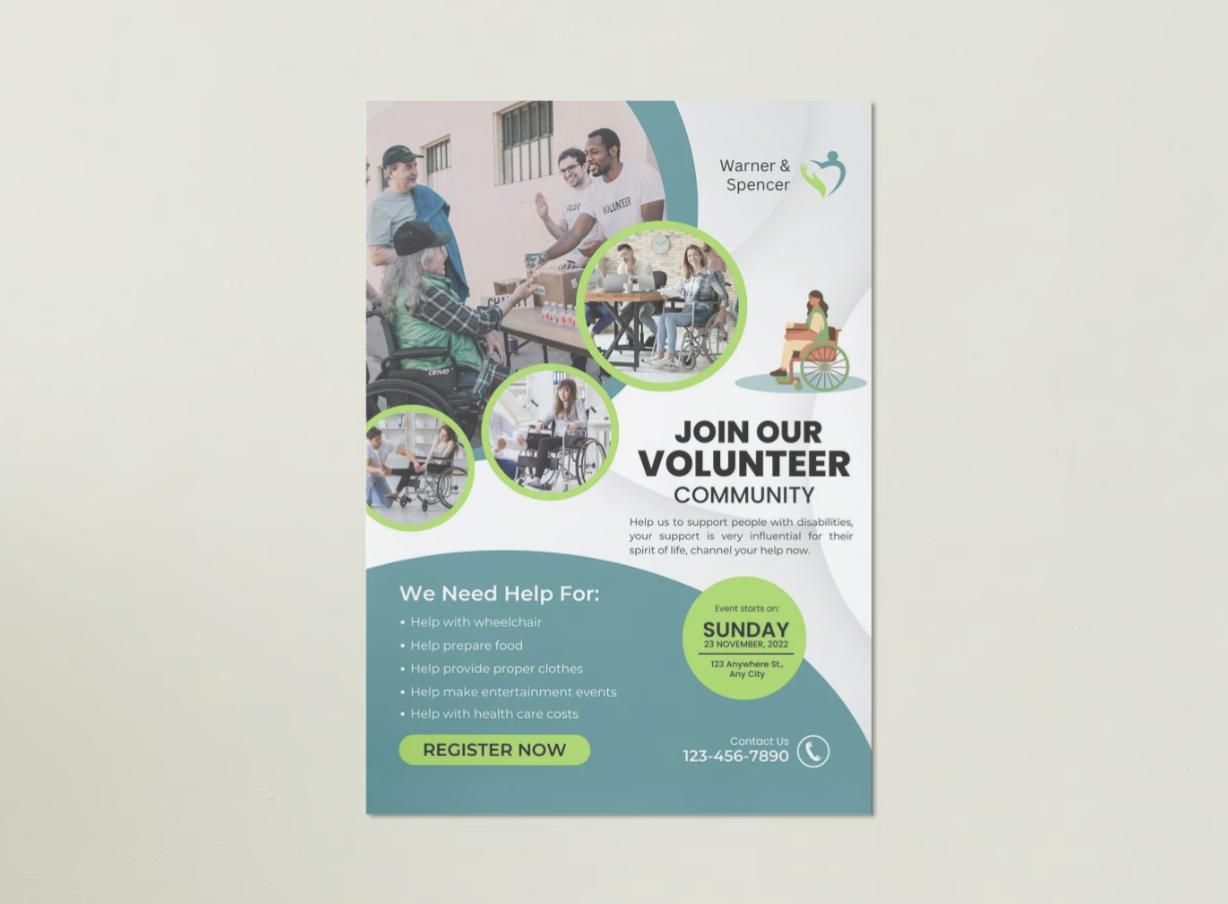 Warner &
Spencer
VOLUNTEER
JOIN OUR
VOLUNTEER
COMMUNITY
Help us to support people with disabilities,
your support is very influential for their
spirit of life, channel your help now.
We Need Help For:
• Help with wheelchair
• Help prepare food
• Help provide proper clothes
• Help make entertainment events
• Help with health care costs
REGISTER NOW
Event starts on:
SUNDAY
23 NOVEMBER, 2022
123 Anywhere St.,
Any City
Contact Us
123-456-7890